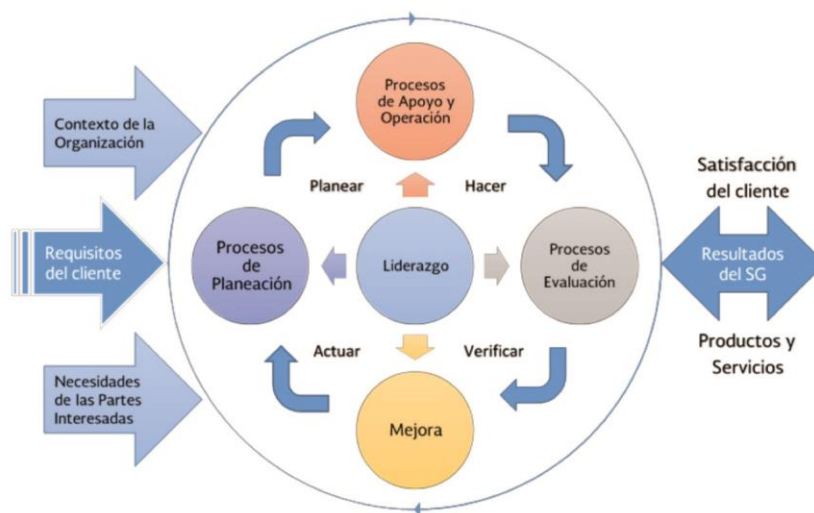 Contexto de la
Organización
Requisitos
del cliente
Necesidades
de las Partes
Interesadas
Procesos
de Apoyo y
Operación
Planear
Hacer
Procesos
de
Planeación
Liderazgo
Procesos
de
Evaluación
Actuar
Verificar
Mejora
Satisfacción
del cliente
Resultados
del SG
Productos y
Servicios